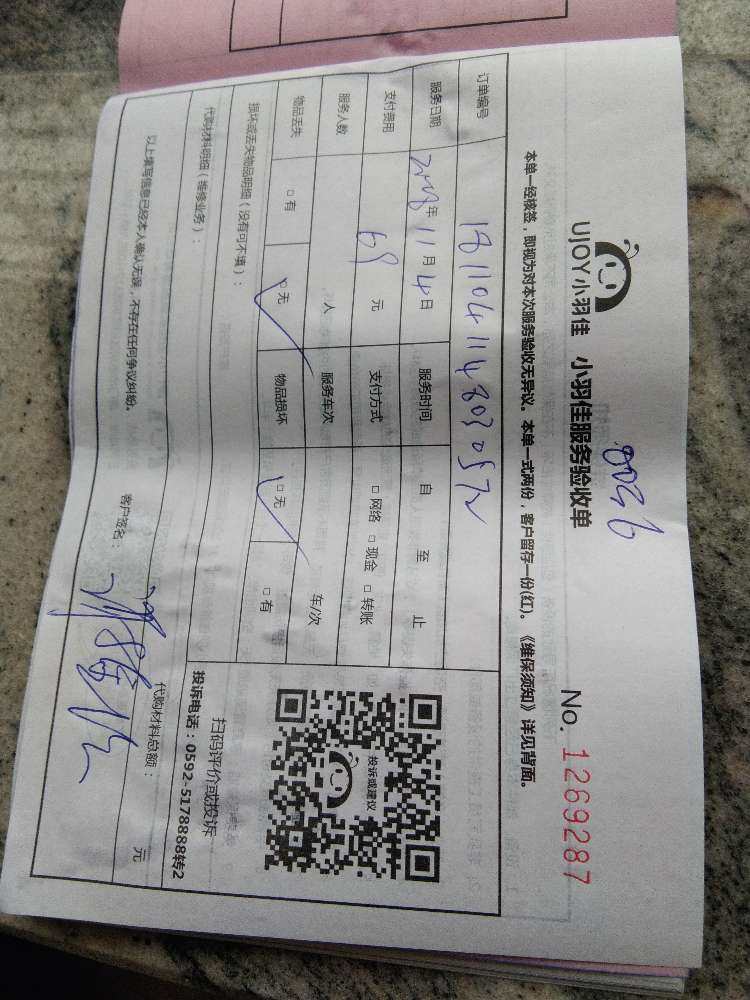 8036
UJOY小羽佳 小羽佳服务验收单
No. 1269287
本单一经核签，即视为对本次服务验收无异议。本单一式两份，客户留存一份(红)。《维保须知》详见背面。
订单编号 181104114803052
服务日期 2018年11月4日 服务时间 自 至 止
支付费用 69元 支付方式 □网络 □现金 □转账
服务人数 人 服务车次 车/次
物品丢失 □有 □无 物品损坏 □无 □有
损坏或丢失物品明细（没有可不填）：
代购材料明细（维修业务）：
代购材料总额： 元
以上填写信息已经本人确认无误，不存在任何争议纠纷。
客户签名：
投诉或建议
UJOY
扫码评价或投诉
投诉电话：0592-5178888转2